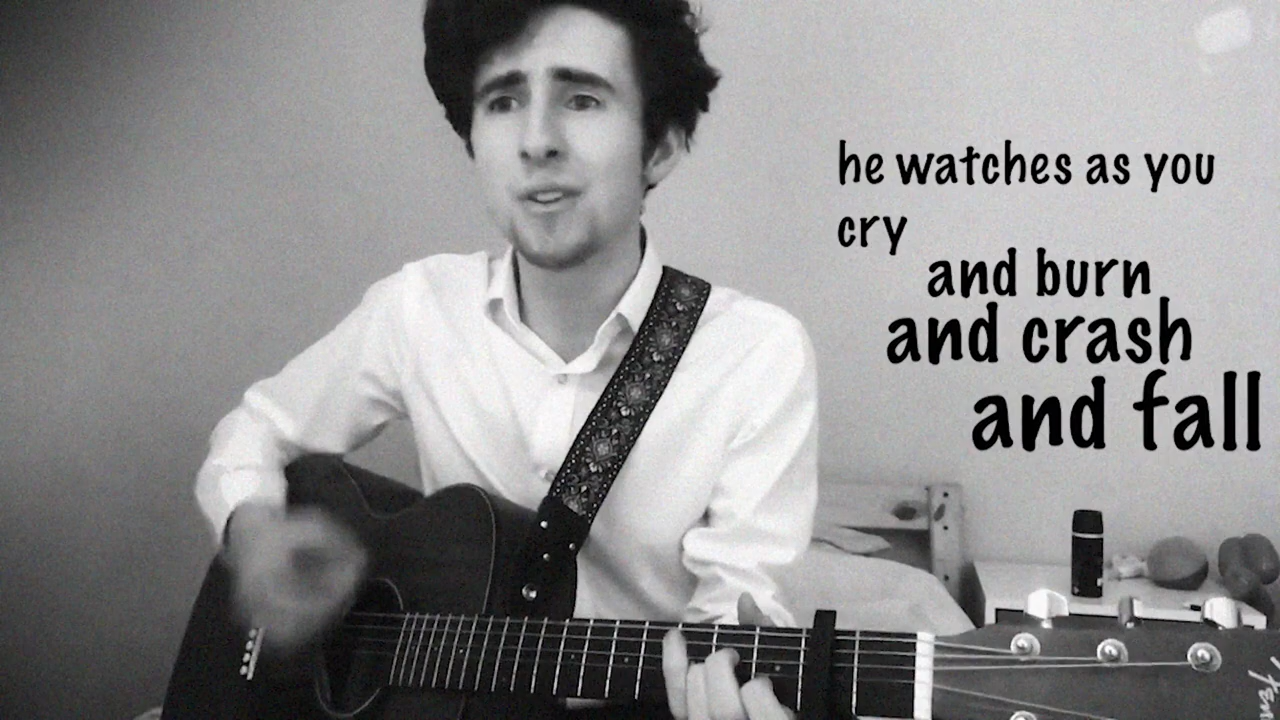 he watches as you
cry
and burn
and crash
and fall